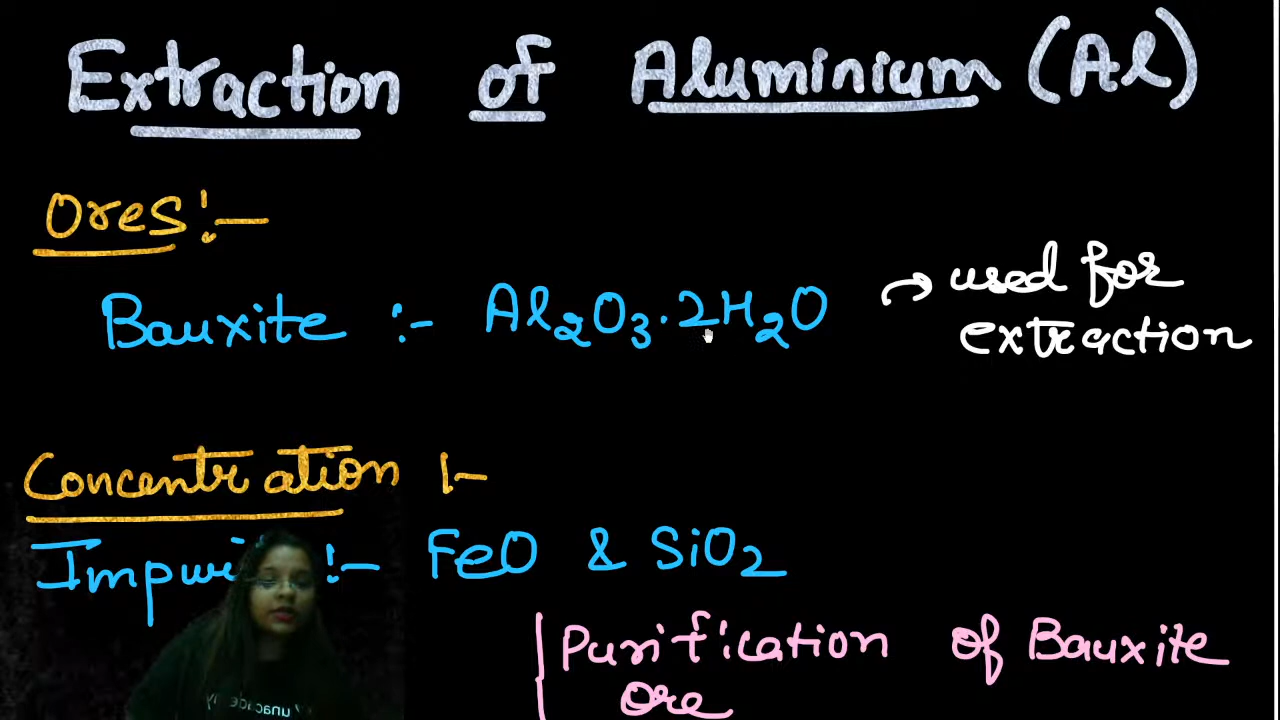 Extraction of Aluminium (Al)
Ores :-
Bauxite :- Al₂O₃.2H₂O
used for
extraction
Concentration :-
:- FeO & SiO₂
Purification of Bauxite
Ore